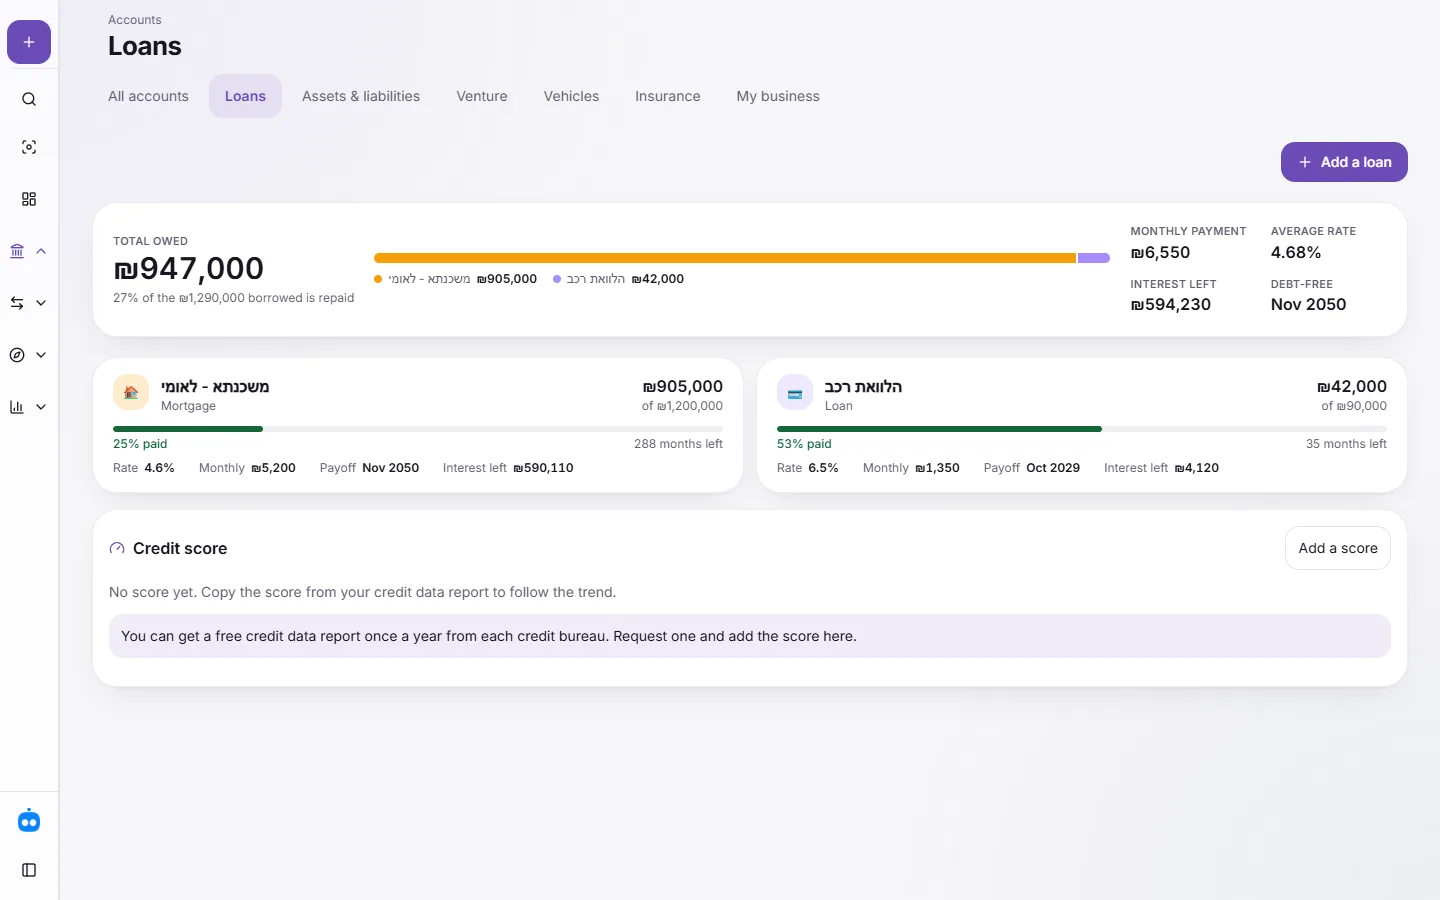 Accounts
Loans
All accounts Loans Assets & liabilities Venture Vehicles Insurance My business
+ Add a loan
TOTAL OWED
₪947,000
27% of the ₪1,290,000 borrowed is repaid
משכנתא - לאומי ₪905,000 הלוואת רכב ₪42,000
MONTHLY PAYMENT
₪6,550
AVERAGE RATE
4.68%
INTEREST LEFT
₪594,230
DEBT-FREE
Nov 2050
משכנתא - לאומי ₪905,000
Mortgage of ₪1,200,000
25% paid 288 months left
Rate 4.6% Monthly ₪5,200 Payoff Nov 2050 Interest left ₪590,110
הלוואת רכב ₪42,000
Loan of ₪90,000
53% paid 35 months left
Rate 6.5% Monthly ₪1,350 Payoff Oct 2029 Interest left ₪4,120
Credit score Add a score
No score yet. Copy the score from your credit data report to follow the trend.
You can get a free credit data report once a year from each credit bureau. Request one and add the score here.